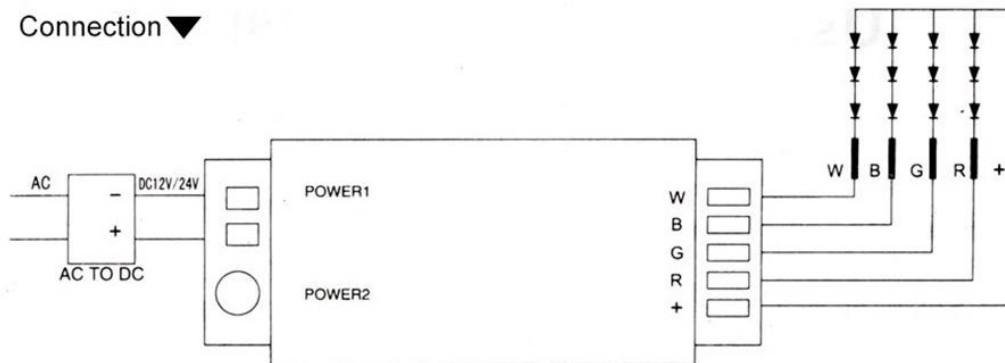 Connection
W B G R +
AC
DC12V/24V
-
+
AC TO DC
POWER1
POWER2
W
B
G
R
+